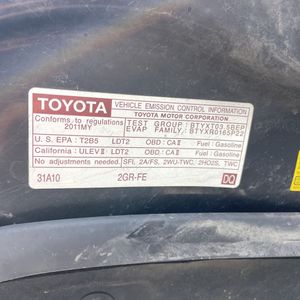 TOYOTA
VEHICLE EMISSION CONTROL INFORMATION
TOYOTA MOTOR CORPORATION
Conforms to regulations
2011MY
TEST GROUP : BTYXT03.5BEP
EVAP FAMILY : BTYXR0165P22
U. S. EPA : T2B5 LDT2 OBD : CA II Fuel : Gasoline
California : ULEV II LDT2 OBD : CA II Fuel : Gasoline
No adjustments needed. SFI, 2A/FS, 2WU-TWC, 2HO2S, TWC
31A10 2GR-FE DO